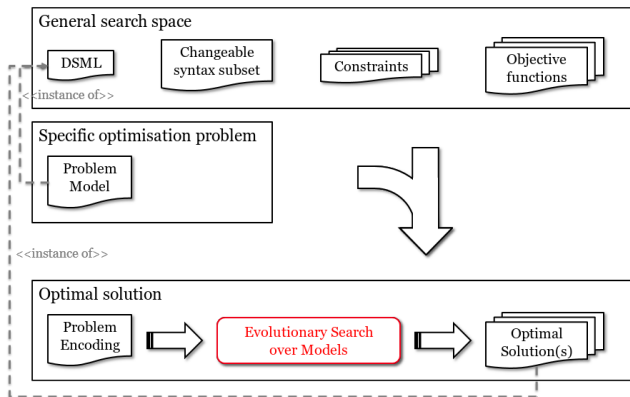 General search space
DSML
Changeable
syntax subset
Constraints
Objective
functions
<<instance of>>
Specific optimisation problem
Problem
Model
<<instance of>>
Optimal solution
Problem
Encoding
Evolutionary Search
over Models
Optimal
Solution(s)